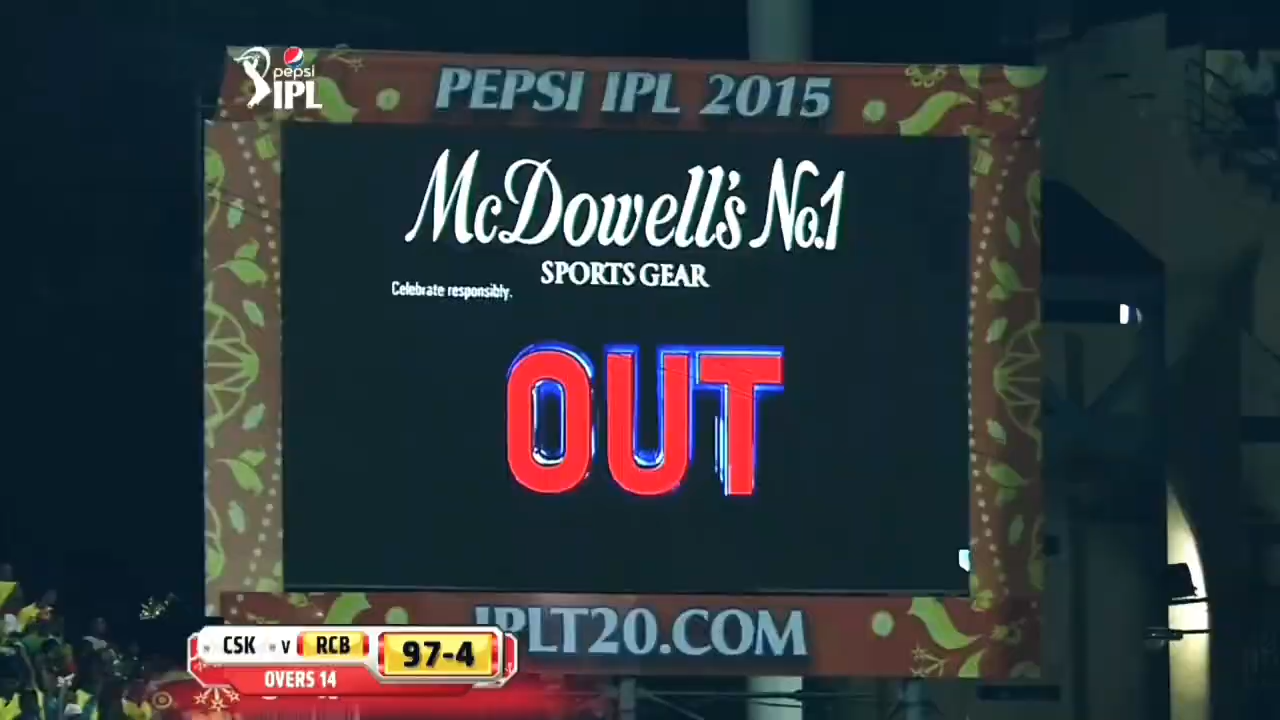 pepsi
IPL
PEPSI IPL 2015
McDowell's No.1
SPORTS GEAR
Celebrate responsibly.
OUT
IPLT20.COM
CSK v RCB 97-4
OVERS 14